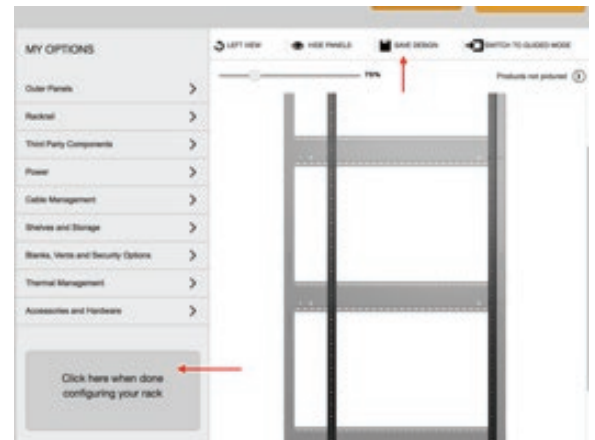 MY OPTIONS
LEFT VIEW
HIDE PANELS
SAVE DESIGN
SWITCH TO GUIDED MODE
75%
Products not pictured
Outer Panels
Rackrail
Third Party Components
Power
Cable Management
Shelves and Storage
Blanks, Vents and Security Options
Thermal Management
Accessories and Hardware
Click here when done
configuring your rack